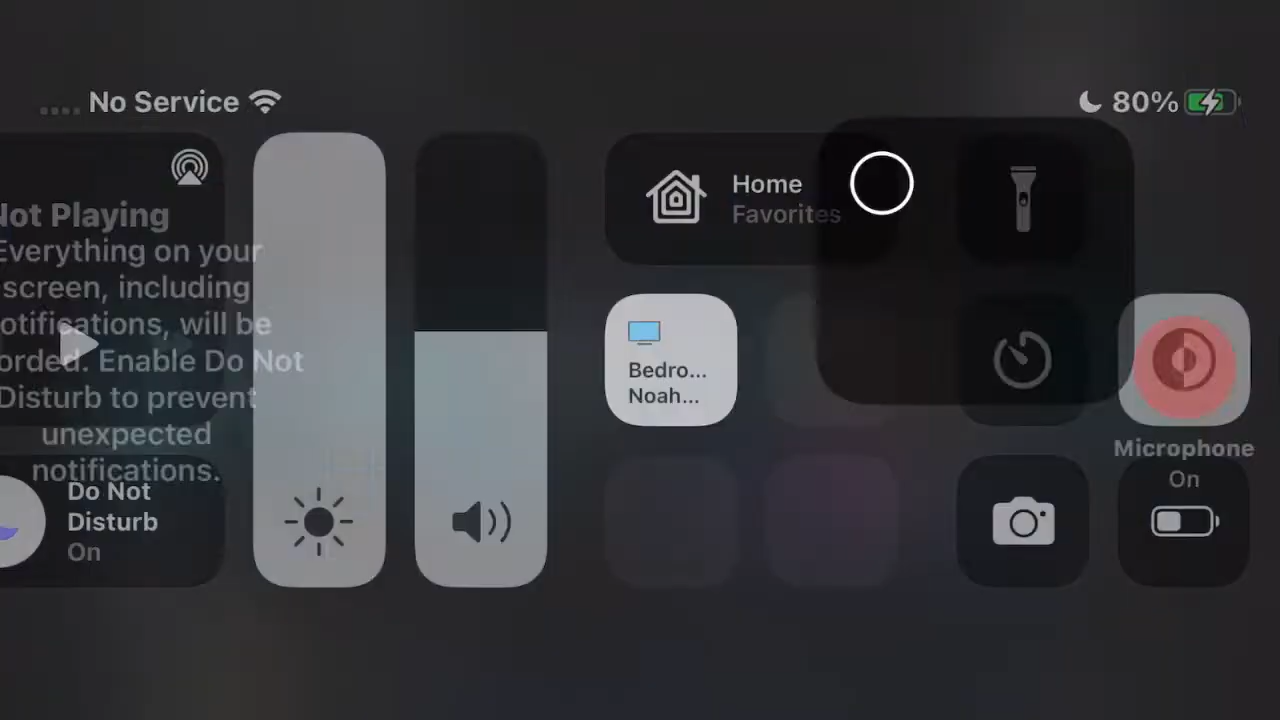 No Service
80%
Not Playing
Everything on your
screen, including
otifications, will be
orded. Enable Do Not
Disturb to prevent
unexpected
notifications.
Do Not
Disturb
On
Home
Favorites
Bedro...
Noah...
Microphone
On